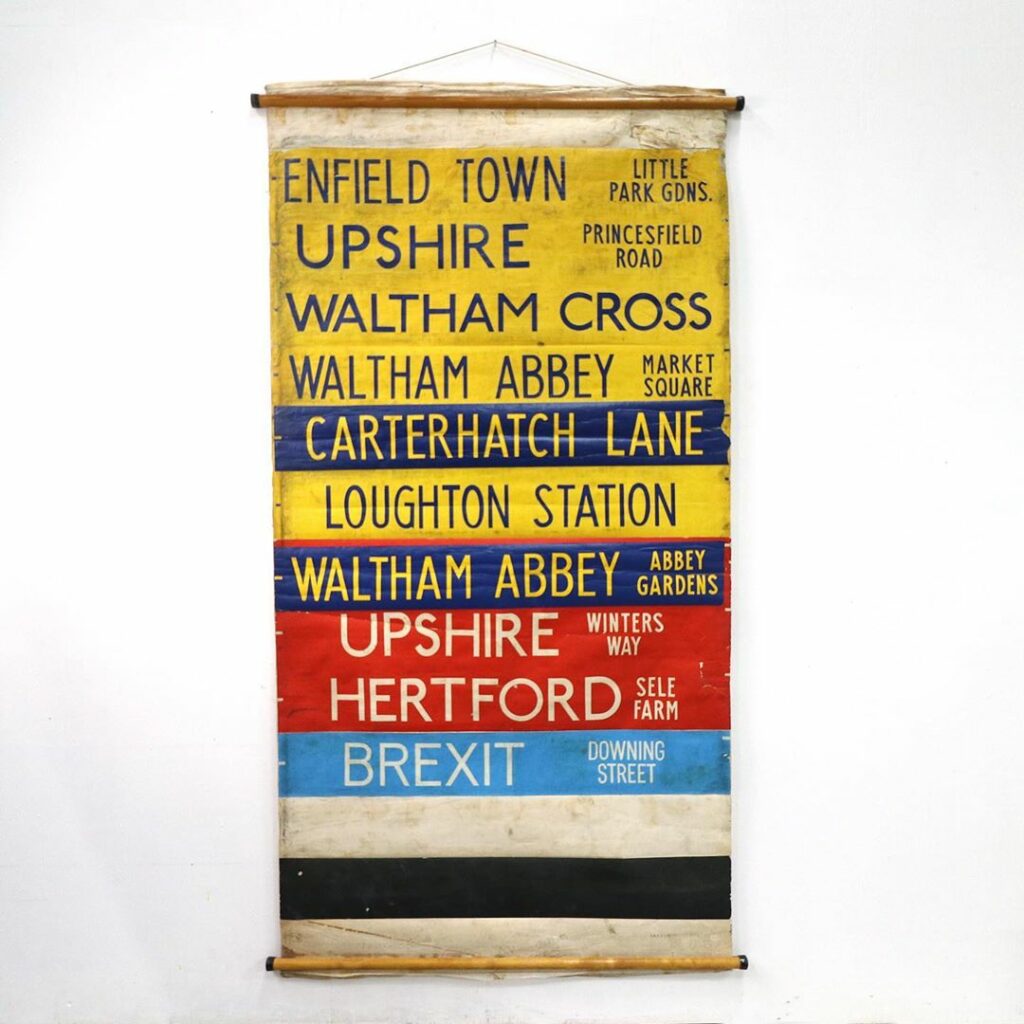 ENFIELD TOWN LITTLE PARK GDNS.
UPSHIRE PRINCESFIELD ROAD
WALTHAM CROSS
WALTHAM ABBEY MARKET SQUARE
CARTERHATCH LANE
LOUGHTON STATION
WALTHAM ABBEY ABBEY GARDENS
UPSHIRE WINTERS WAY
HERTFORD SELE FARM
BREXIT DOWNING STREET